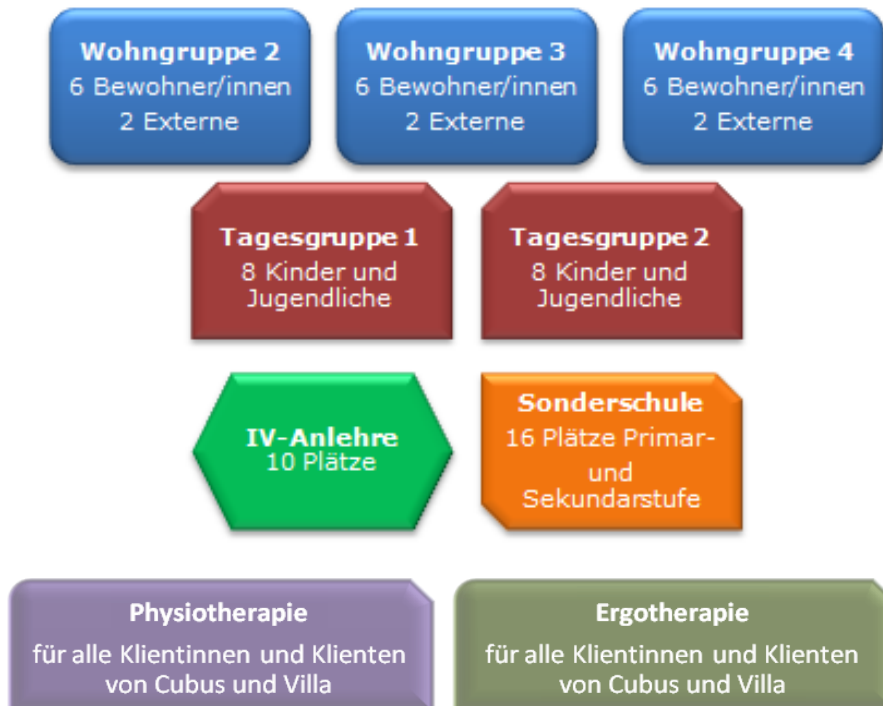 Wohngruppe 2
6 Bewohner/innen
2 Externe
Wohngruppe 3
6 Bewohner/innen
2 Externe
Wohngruppe 4
6 Bewohner/innen
2 Externe
Tagesgruppe 1
8 Kinder und
Jugendliche
Tagesgruppe 2
8 Kinder und
Jugendliche
IV-Anlehre
10 Plätze
Sonderschule
16 Plätze Primar-
und
Sekundarstufe
Physiotherapie
für alle Klientinnen und Klienten
von Cubus und Villa
Ergotherapie
für alle Klientinnen und Klienten
von Cubus und Villa